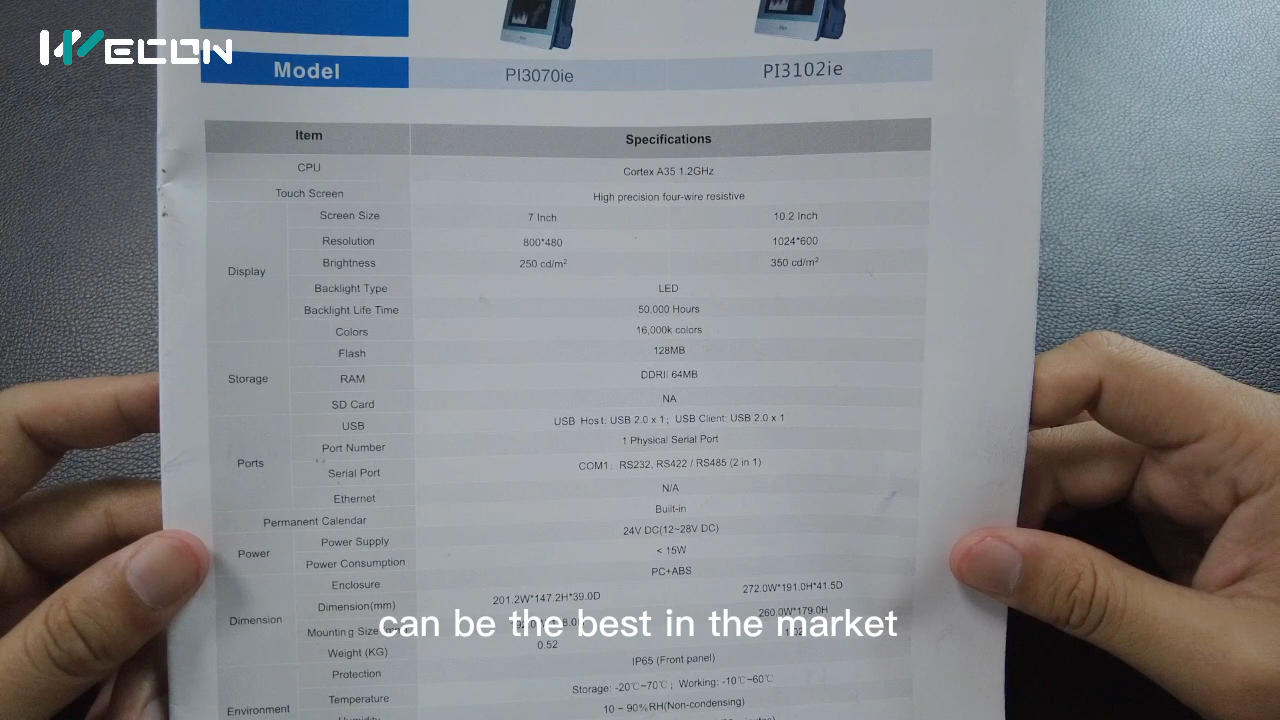 WECON
Model PI3070ie PI3102ie
Item Specifications
CPU Cortex A35 1.2GHz
Touch Screen High precision four-wire resistive
Display
Screen Size 7 Inch 10.2 Inch
Resolution 800*480 1024*600
Brightness 250 cd/m² 350 cd/m²
Backlight Type LED
Backlight Life Time 50,000 Hours
Colors 16,000k colors
Storage
Flash 128MB
RAM DDRII 64MB
SD Card NA
Ports
USB USB Host: USB 2.0 x 1; USB Client: USB 2.0 x 1
Port Number 1 Physical Serial Port
Serial Port COM1: RS232, RS422 / RS485 (2 in 1)
Ethernet N/A
Permanent Calendar Built-in
Power
Power Supply 24V DC(12~28V DC)
Power Consumption < 15W
Dimension
Enclosure PC+ABS
Dimension(mm) 201.2W*147.2H*39.0D 272.0W*191.0H*41.5D
Mounting 260.0W*179.0H
Weight (KG) 0.52
can be the best in the market
Environment
Protection IP65 (Front panel)
Temperature Storage: -20℃~70℃; Working: -10℃~60℃
10 ~ 90%RH(Non-condensing)